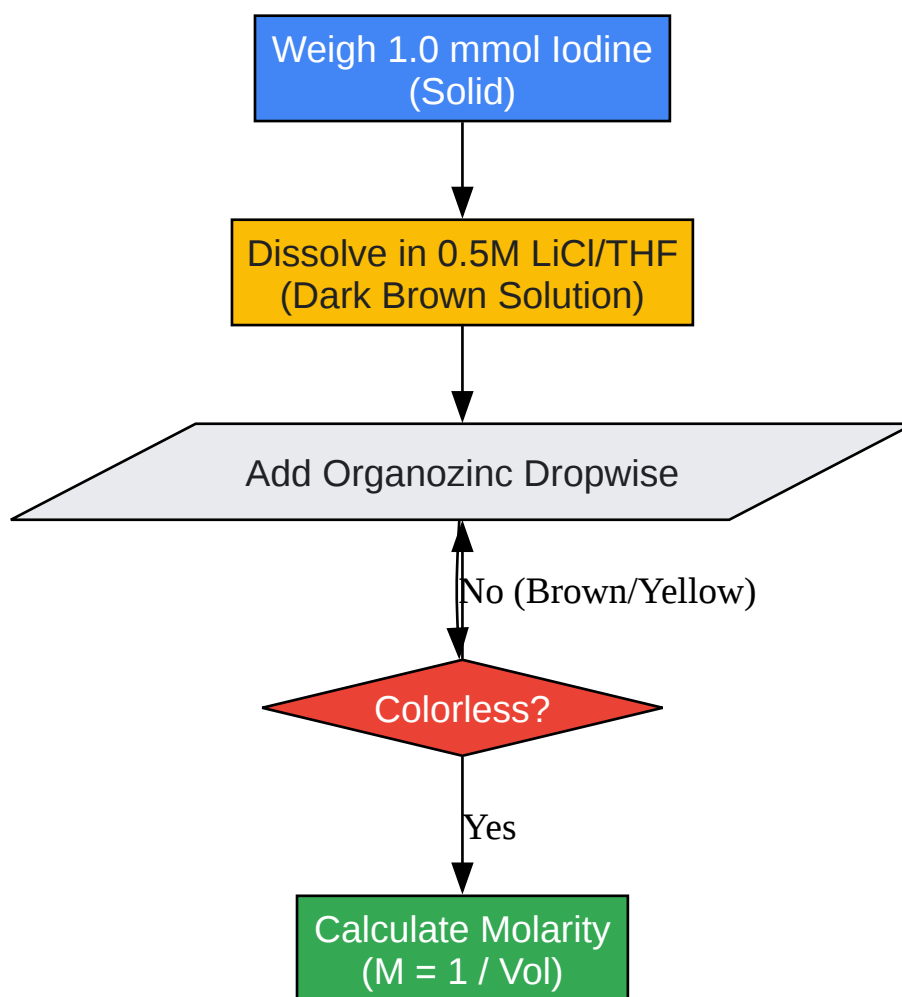 Weigh 1.0 mmol Iodine
(Solid)
Dissolve in 0.5M LiCl/THF
(Dark Brown Solution)
Add Organozinc Dropwise
No (Brown/Yellow)
Colorless?
Yes
Calculate Molarity
(M = 1 / Vol)